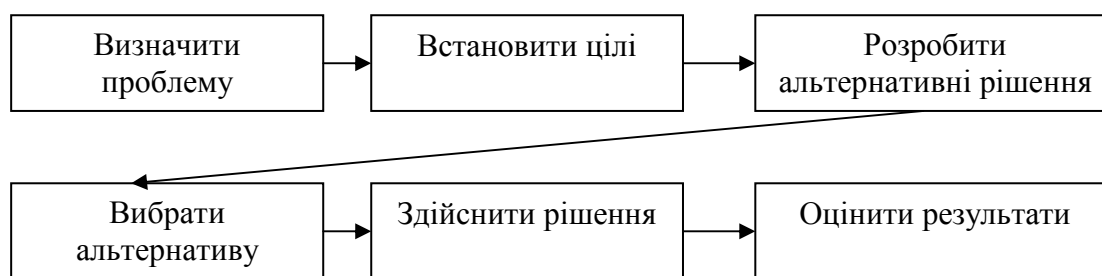 Визначити
проблему
Встановити цілі
Розробити
альтернативні рішення
Вибрати
альтернативу
Здійснити рішення
Оцінити результати